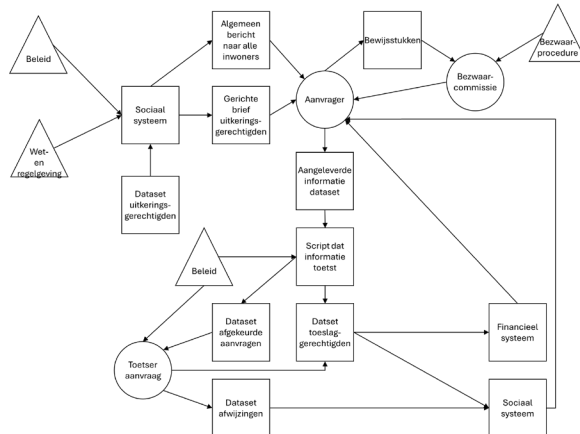 Beleid
Wet-
en
regelgeving
Sociaal
systeem
Dataset
uitkerings-
gerechtigden
Algemeen
bericht
naar alle
inwoners
Gerichte
brief
uitkerings-
gerechtigden
Aanvrager
Bewijsstukken
Bezwaar-
commissie
Bezwaar-
procedure
Aangeleverde
informatie
dataset
Script dat
informatie
toetst
Beleid
Dataset
afgekeurde
aanvragen
Datset
toeslag-
gerechtigden
Financieel
systeem
Toetser
aanvraag
Dataset
afwijzingen
Sociaal
systeem